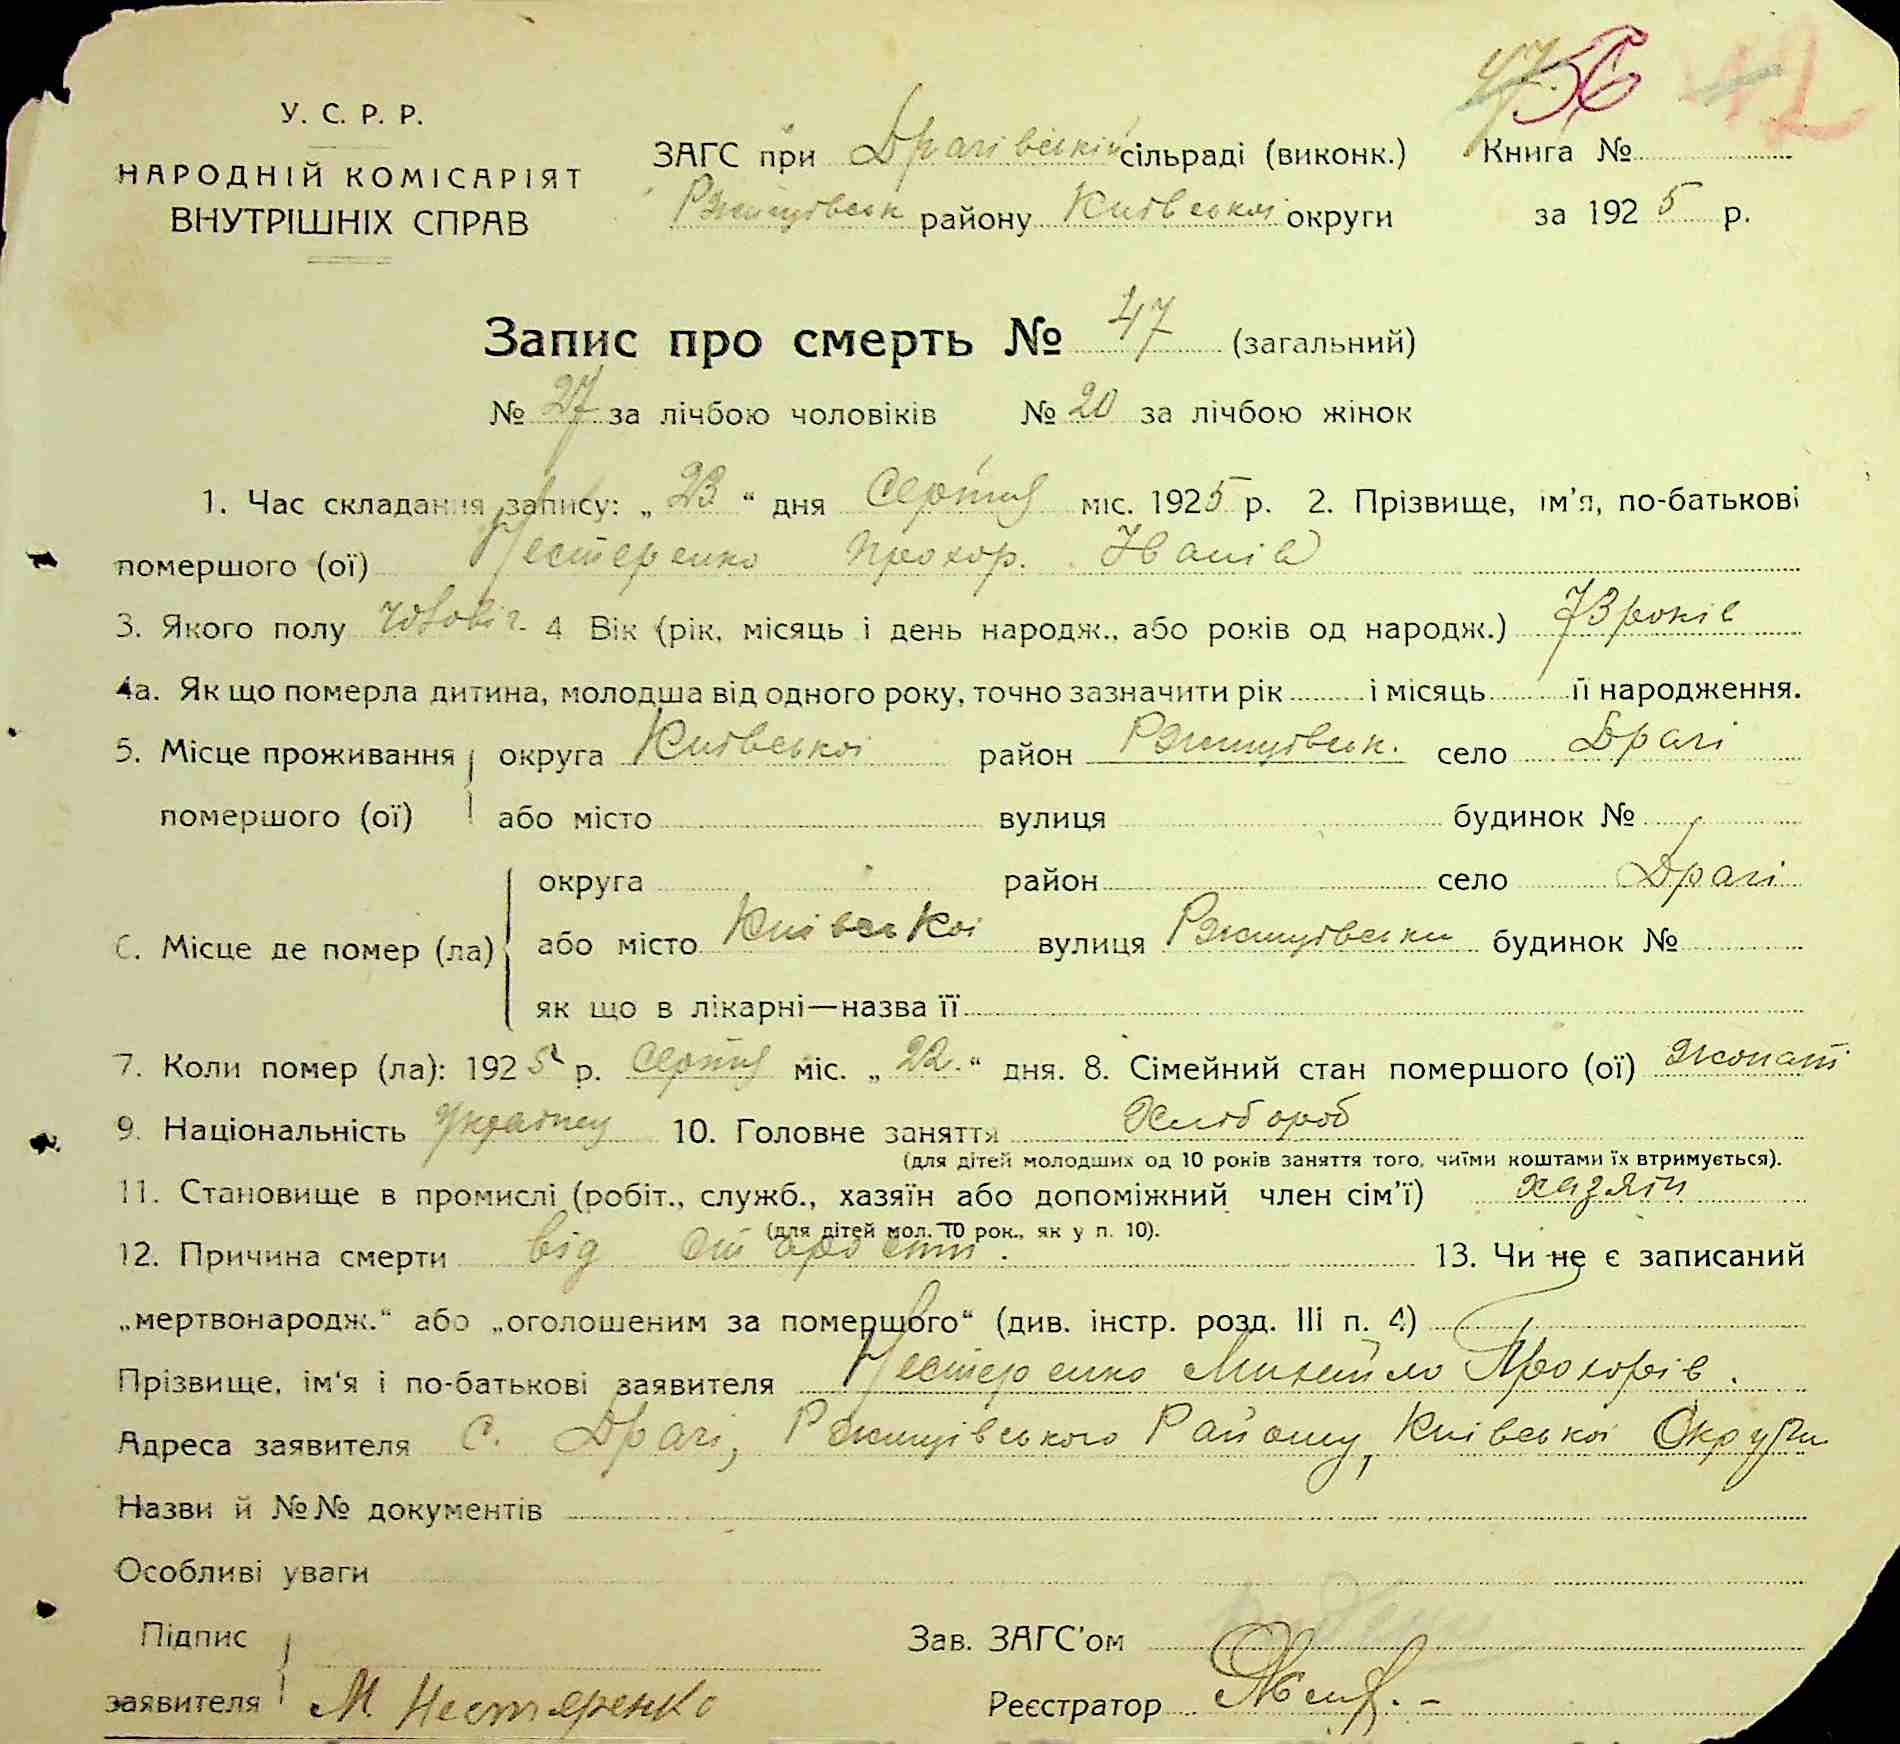 56
У. С. Р. Р.
НАРОДНІЙ КОМІСАРІЯТ
ВНУТРІШНІХ СПРАВ
ЗАГС при Драчівській сільраді (виконк.) Книга №
Ржищівськ району Київської округи за 1925 р.
Запис про смерть № 47 (загальний)
№ 27 за лічбою чоловіків № 20 за лічбою жінок
1. Час складання запису: „ 23 “ дня Серпня міс. 1925 р. 2. Прізвище, ім'я, по-батькові
помершого (ої) Нестеренко Прохор. Іванів
3. Якого полу чоловіч. 4 Вік (рік, місяць і день народж., або років од народж.) 73 років
4а. Як що померла дитина, молодша від одного року, точно зазначити рік і місяць її народження.
5. Місце проживання округа Київської район Ржищівськ. село Драчі
помершого (ої) або місто вулиця будинок №
округа район село Драчі
6. Місце де помер (ла) або місто Київської вулиця Ржищівськи будинок №
як що в лікарні—назва її
7. Коли помер (ла): 1925 р. Серпня міс. „ 22. “ дня. 8. Сімейний стан помершого (ої) жонаті
9. Національність Українец 10. Головне заняття Хлібороб
(для дітей молодших од 10 років заняття того, чиїми коштами їх втримується).
11. Становище в промислі (робіт., служб., хазяїн або допоміжний член сім'ї) хазяін
(для дітей мол. 10 рок., як у п. 10).
12. Причина смерти від старости. 13. Чи не є записаний
„мертвонародж.“ або „оголошеним за помершого“ (див. інстр. розд. III п. 4)
Прізвище, ім'я і по-батькові заявителя Нестеренко Михайло Прохорів.
Адреса заявителя С. Драчі, Ржищівського Району, Київської Округи
Назви й №№ документів
Особливі уваги
Підпис Зав. ЗАГС'ом
заявителя М. Нестяренко Реєстратор